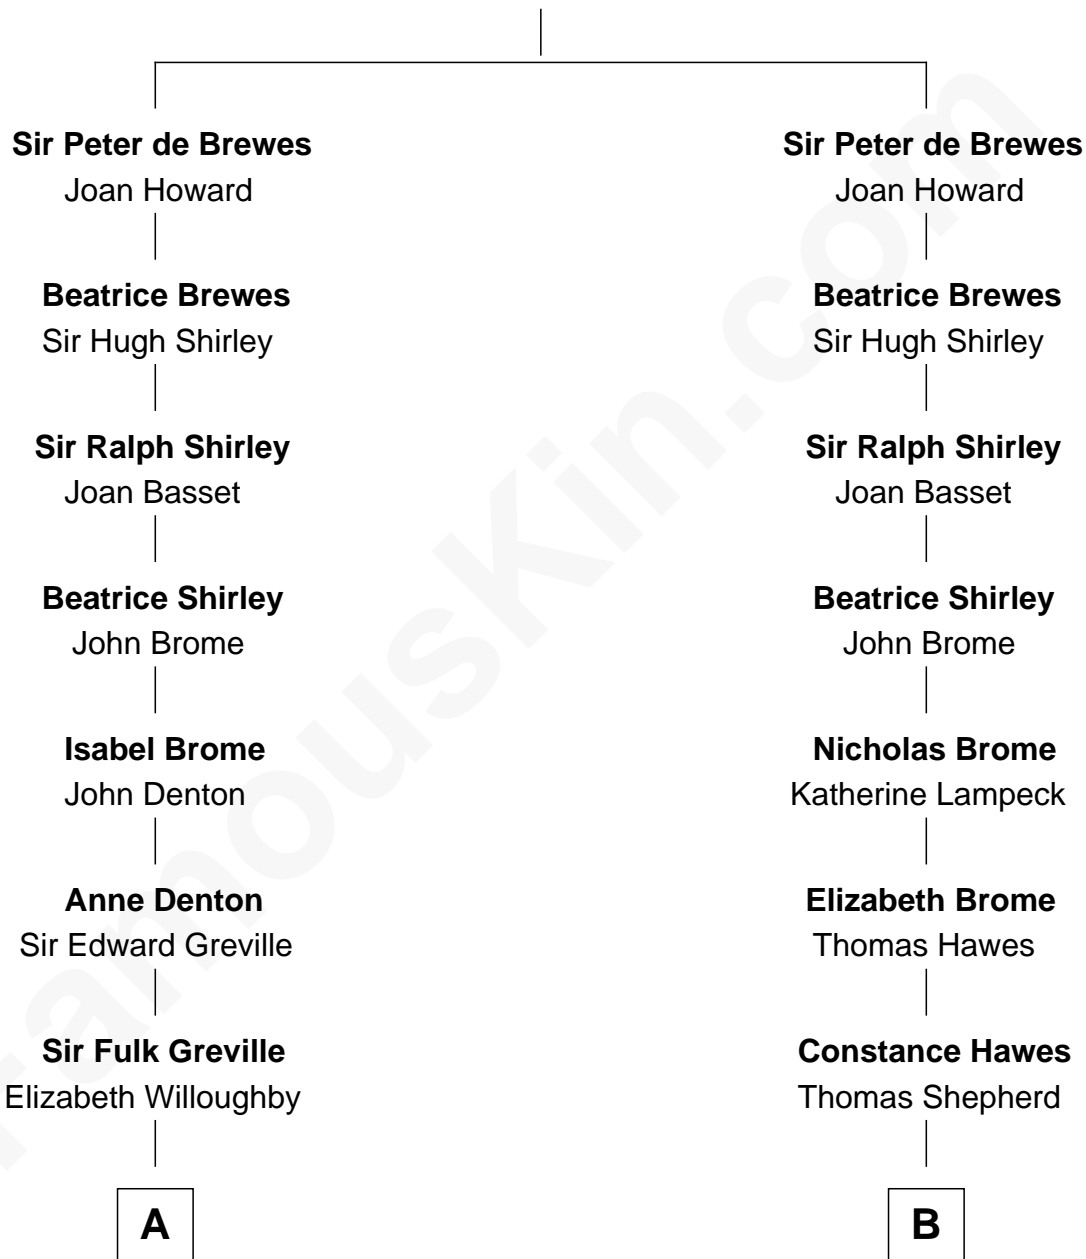 Sir Peter de Brewes
Joan Howard
Beatrice Brewes
Sir Hugh Shirley
Sir Ralph Shirley
Joan Basset
Beatrice Shirley
John Brome
Isabel Brome
John Denton
Anne Denton
Sir Edward Greville
Sir Fulk Greville
Elizabeth Willoughby
A
Sir Peter de Brewes
Joan Howard
Beatrice Brewes
Sir Hugh Shirley
Sir Ralph Shirley
Joan Basset
Beatrice Shirley
John Brome
Nicholas Brome
Katherine Lampeck
Elizabeth Brome
Thomas Hawes
Constance Hawes
Thomas Shepherd
B
FamousKin.com